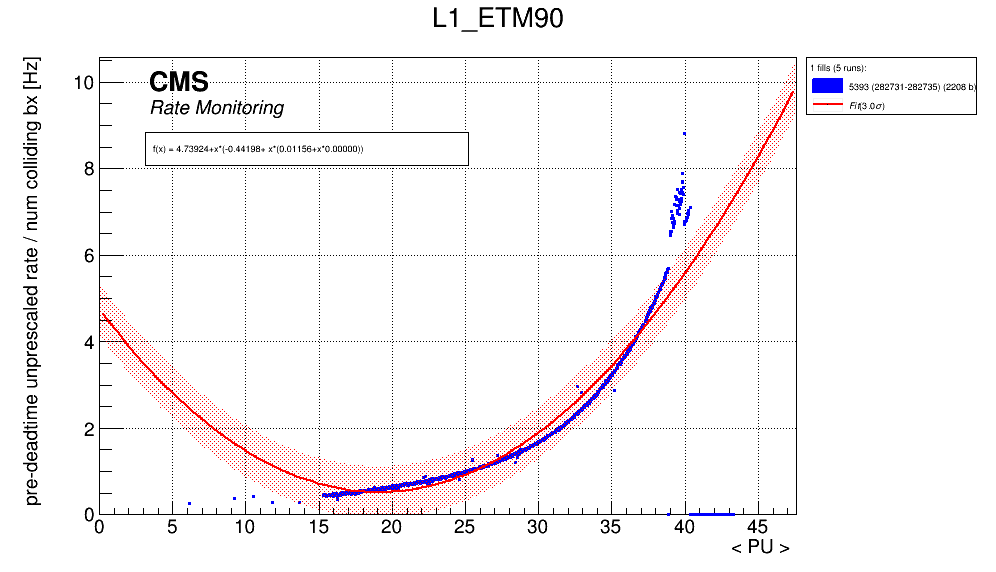 L1_ETM90
pre-deadtime unprescaled rate / num colliding bx [Hz]
CMS
Rate Monitoring
f(x) = 4.73924+x*(-0.44198+ x*(0.01156+x*0.00000))
10
8
6
4
2
0
0 5 10 15 20 25 30 35 40 45
< PU >
1 fills (5 runs):
5393 (282731-282735) (2208 b)
Fit(3.0σ)